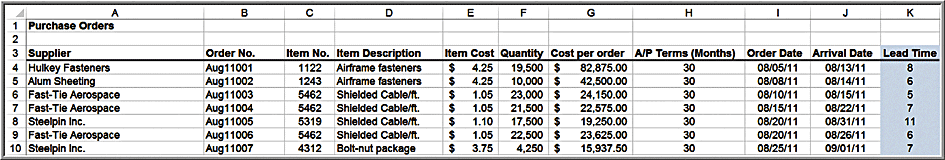 A B C D E F G H I J K
1 Purchase Orders
2
3 Supplier Order No. Item No. Item Description Item Cost Quantity Cost per order A/P Terms (Months) Order Date Arrival Date Lead Time
4 Hulkey Fasteners Aug11001 1122 Airframe fasteners $ 4.25 19,500 $ 82,875.00 30 08/05/11 08/13/11 8
5 Alum Sheeting Aug11002 1243 Airframe fasteners $ 4.25 10,000 $ 42,500.00 30 08/08/11 08/14/11 6
6 Fast-Tie Aerospace Aug11003 5462 Shielded Cable/ft. $ 1.05 23,000 $ 24,150.00 30 08/10/11 08/15/11 5
7 Fast-Tie Aerospace Aug11004 5462 Shielded Cable/ft. $ 1.05 21,500 $ 22,575.00 30 08/15/11 08/22/11 7
8 Steelpin Inc. Aug11005 5319 Shielded Cable/ft. $ 1.10 17,500 $ 19,250.00 30 08/20/11 08/31/11 11
9 Fast-Tie Aerospace Aug11006 5462 Shielded Cable/ft. $ 1.05 22,500 $ 23,625.00 30 08/20/11 08/26/11 6
10 Steelpin Inc. Aug11007 4312 Bolt-nut package $ 3.75 4,250 $ 15,937.50 30 08/25/11 09/01/11 7